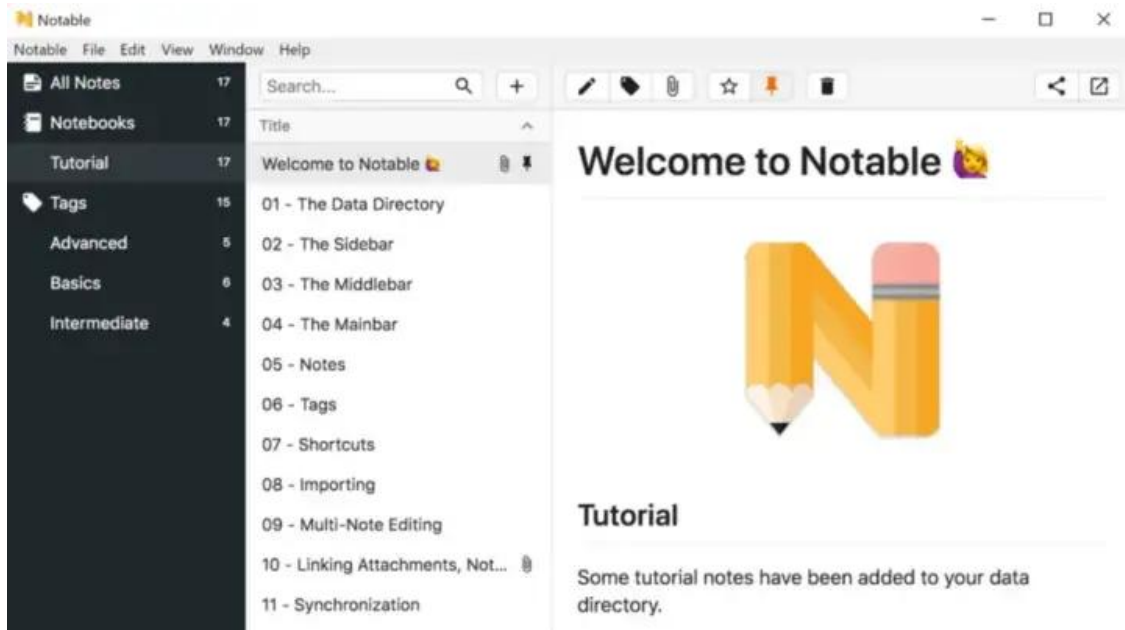 Notable
Notable File Edit View Window Help
All Notes 17
Notebooks 17
Tutorial 17
Tags 15
Advanced 5
Basics 6
Intermediate 4
Search...
Title
Welcome to Notable
01 - The Data Directory
02 - The Sidebar
03 - The Middlebar
04 - The Mainbar
05 - Notes
06 - Tags
07 - Shortcuts
08 - Importing
09 - Multi-Note Editing
10 - Linking Attachments, Not...
11 - Synchronization
Welcome to Notable
Tutorial
Some tutorial notes have been added to your data
directory.